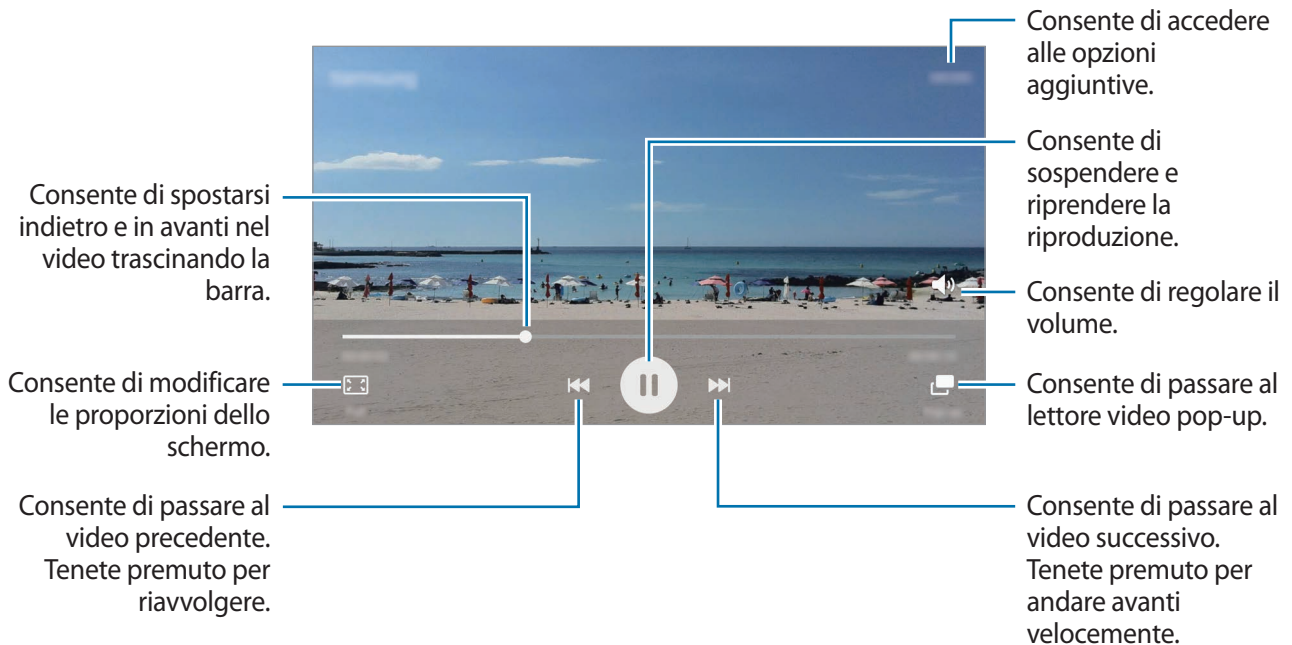 Consente di accedere
alle opzioni
aggiuntive.
Consente di
sospendere e
riprendere la
riproduzione.
Consente di spostarsi
indietro e in avanti nel
video trascinando la
barra.
Consente di regolare il
volume.
Consente di modificare
le proporzioni dello
schermo.
Consente di passare al
lettore video pop-up.
Consente di passare al
video precedente.
Tenete premuto per
riavvolgere.
Consente di passare al
video successivo.
Tenete premuto per
andare avanti
velocemente.